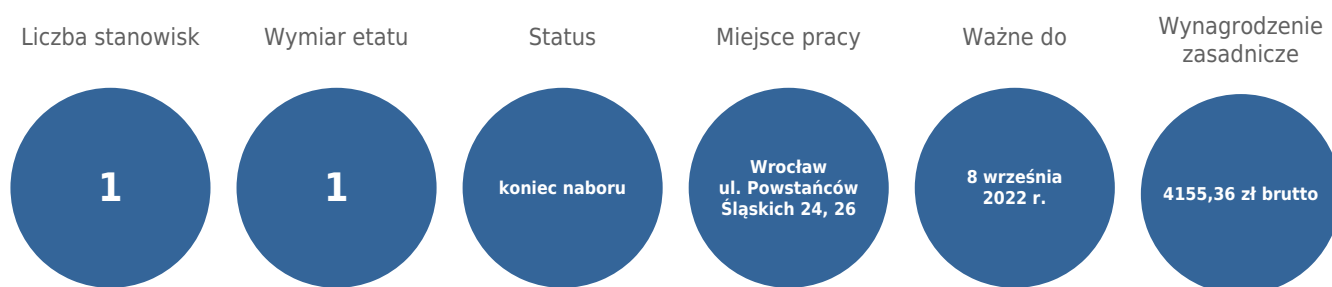 Liczba stanowisk
1
Wymiar etatu
1
Status
koniec naboru
Miejsce pracy
Wrocław
ul. Powstańców
Śląskich 24, 26
Ważne do
8 września
2022 r.
Wynagrodzenie
zasadnicze
4155,36 zł brutto